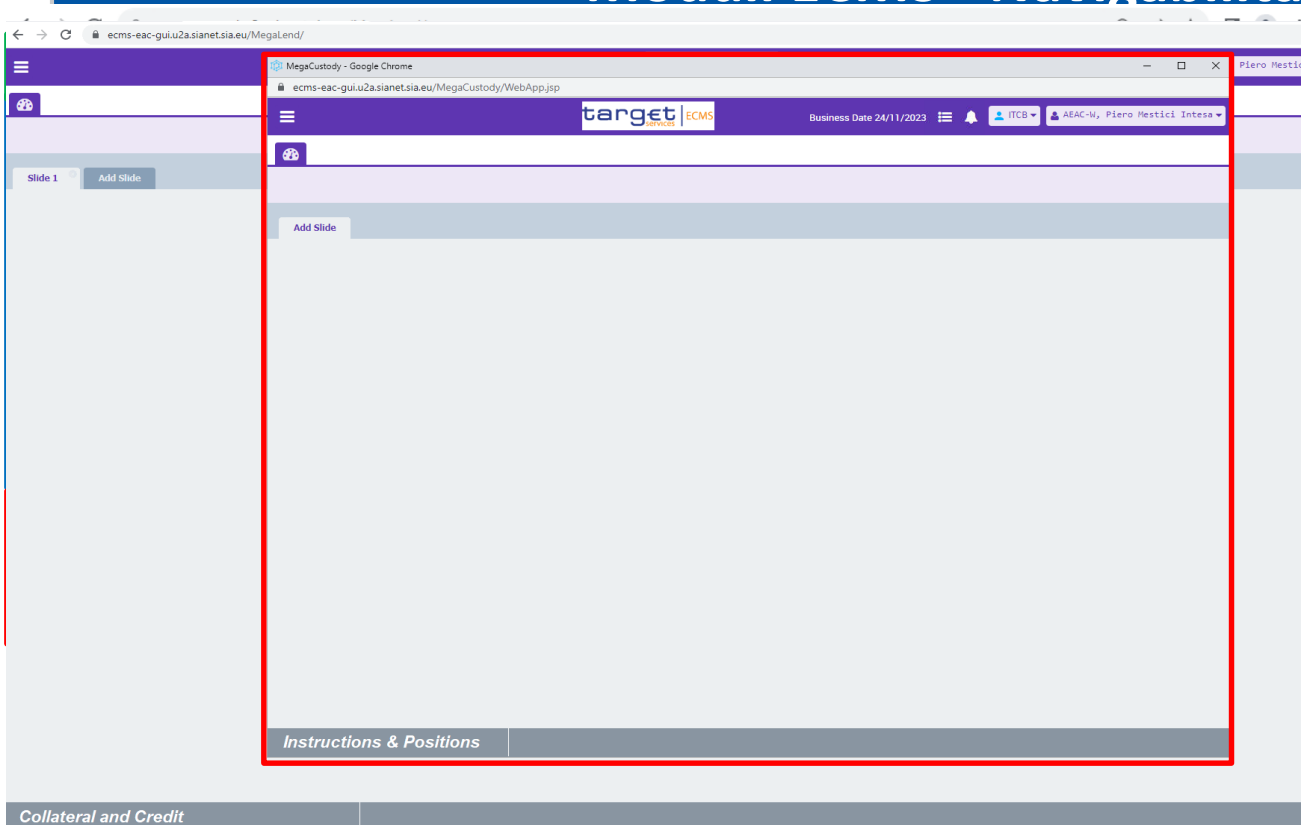 ecms-eac-gui.u2a.sianet.sia.eu/MegaLend/
MegaCustody - Google Chrome
Piero Mestic
ecms-eac-gui.u2a.sianet.sia.eu/MegaCustody/WebApp.jsp
target services ECMS
Business Date 24/11/2023
ITCB
AEAC-W, Piero Mestici Intesa
Slide 1
Add Slide
Add Slide
Instructions & Positions
Collateral and Credit